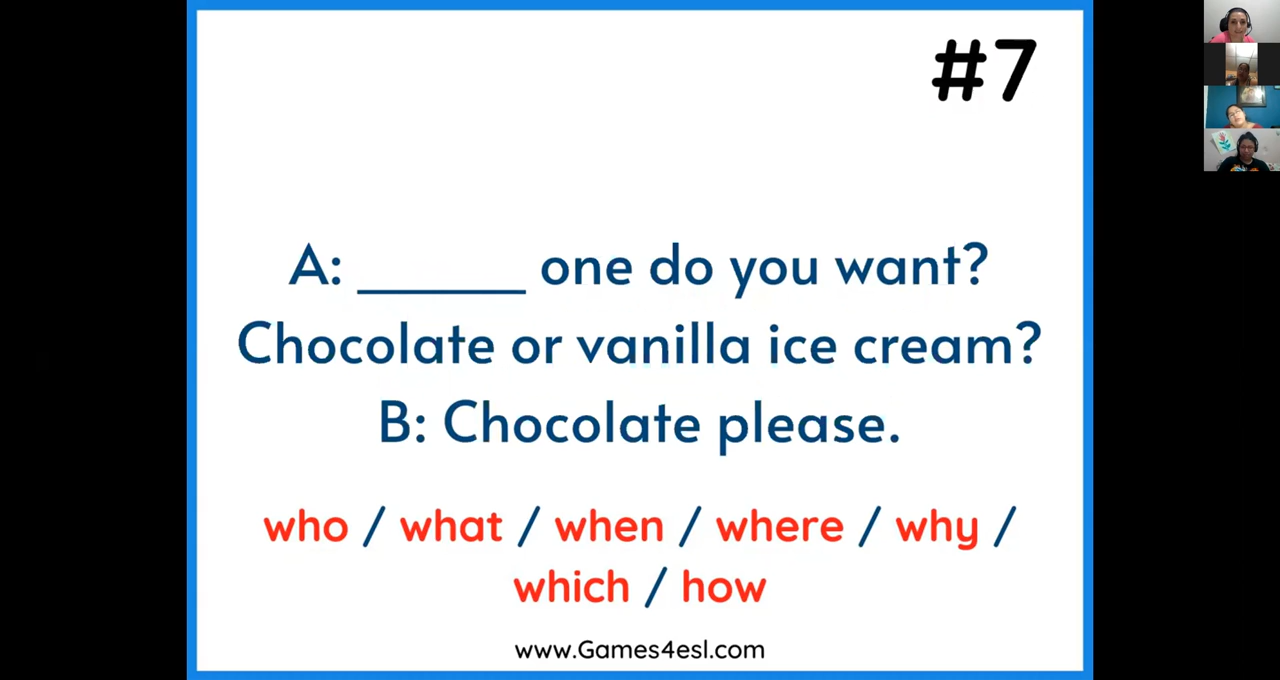 #7
A: ______ one do you want?
Chocolate or vanilla ice cream?
B: Chocolate please.
who / what / when / where / why /
which / how
www.Games4esl.com